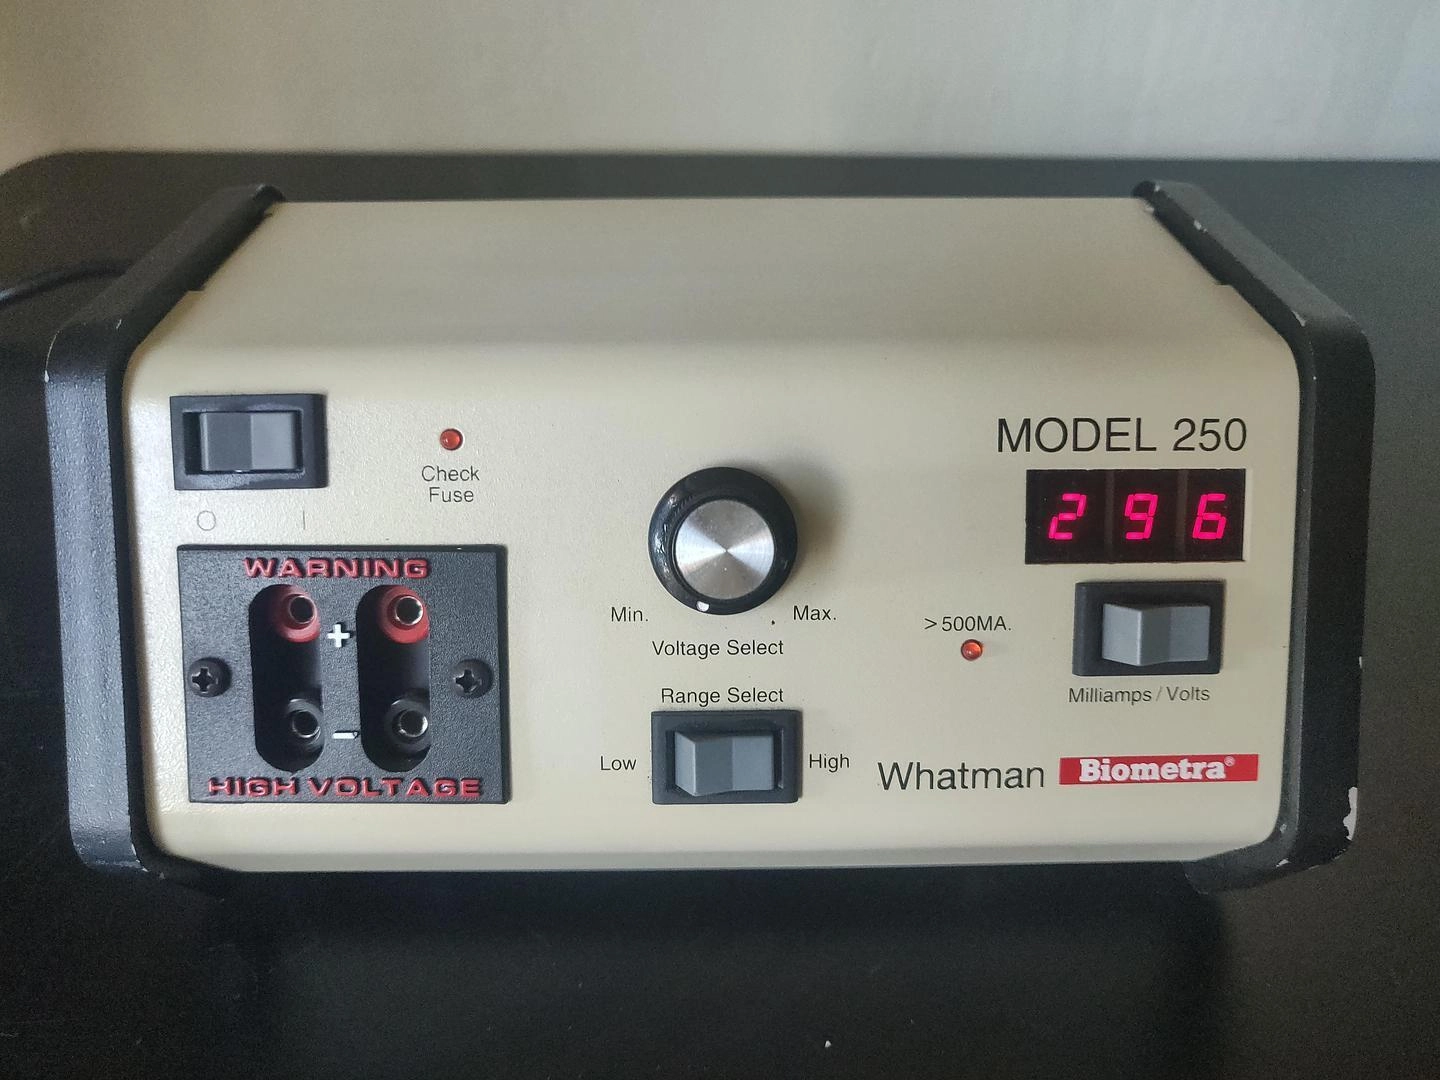 MODEL 250
296
Check
Fuse
O |
WARNING
+
-
HIGH VOLTAGE
Min. Max.
Voltage Select
Range Select
Low High
>500MA.
Milliamps / Volts
Whatman Biometra®